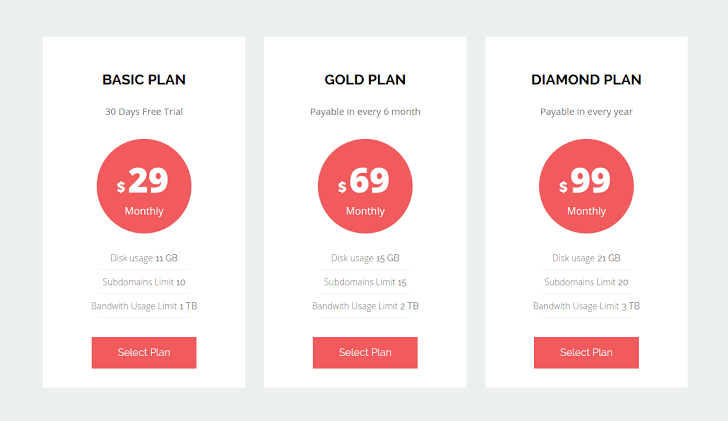 BASIC PLAN
30 Days Free Trial
$29
Monthly
Disk usage 11 GB
Subdomains Limit 10
Bandwith Usage Limit 1 TB
Select Plan
GOLD PLAN
Payable in every 6 month
$69
Monthly
Disk usage 15 GB
Subdomains Limit 15
Bandwith Usage Limit 2 TB
Select Plan
DIAMOND PLAN
Payable in every year
$99
Monthly
Disk usage 21 GB
Subdomains Limit 20
Bandwith Usage Limit 3 TB
Select Plan